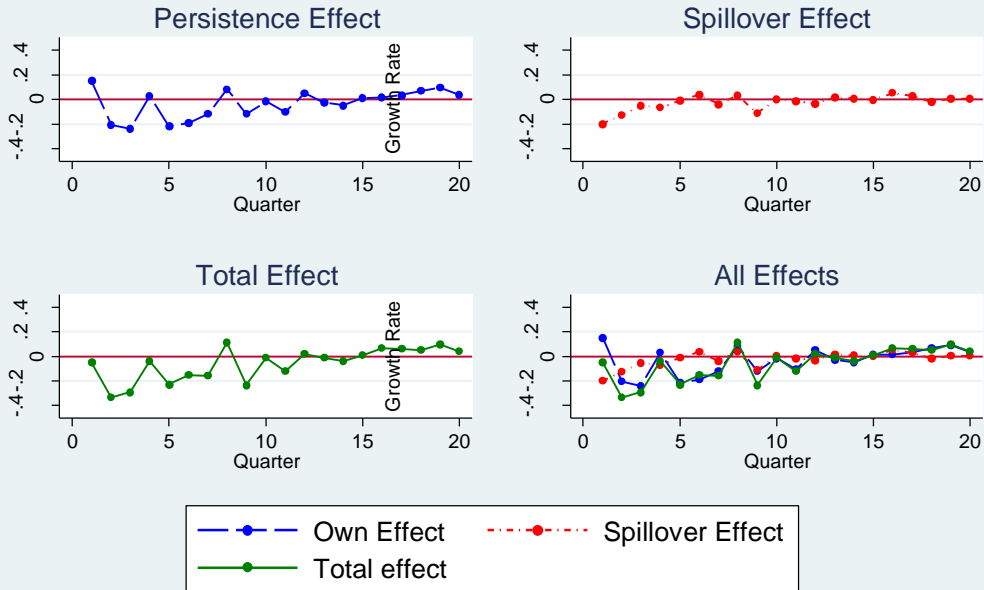 Persistence Effect
Growth Rate
-.4-.2 0 .2 .4
0 5 10 15 20
Quarter
Spillover Effect
-.4-.2 0 .2 .4
0 5 10 15 20
Quarter
Total Effect
Growth Rate
-.4-.2 0 .2 .4
0 5 10 15 20
Quarter
All Effects
-.4-.2 0 .2 .4
0 5 10 15 20
Quarter
Own Effect Spillover Effect
Total effect